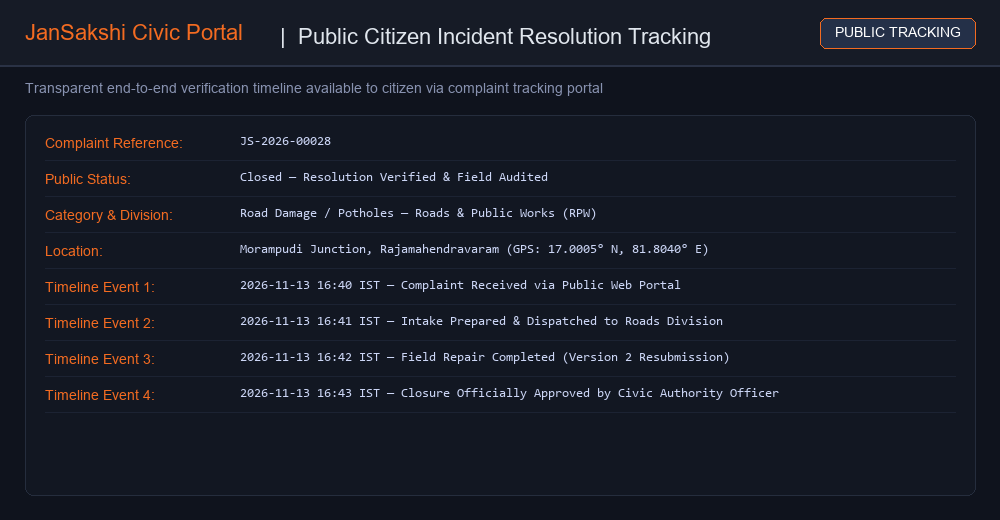 JanSakshi Civic Portal | Public Citizen Incident Resolution Tracking PUBLIC TRACKING
Transparent end-to-end verification timeline available to citizen via complaint tracking portal
Complaint Reference: JS-2026-00028
Public Status: Closed — Resolution Verified & Field Audited
Category & Division: Road Damage / Potholes — Roads & Public Works (RPW)
Location: Morampudi Junction, Rajamahendravaram (GPS: 17.0005° N, 81.8040° E)
Timeline Event 1: 2026-11-13 16:40 IST — Complaint Received via Public Web Portal
Timeline Event 2: 2026-11-13 16:41 IST — Intake Prepared & Dispatched to Roads Division
Timeline Event 3: 2026-11-13 16:42 IST — Field Repair Completed (Version 2 Resubmission)
Timeline Event 4: 2026-11-13 16:43 IST — Closure Officially Approved by Civic Authority Officer